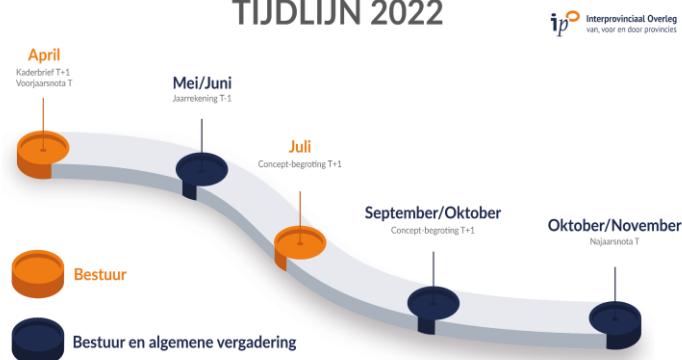 TIJDLIJN 2022
ip
Interprovinciaal Overleg
van, voor en door provincies
April
Kaderbrief T+1
Voorjaarsnota T
Mei/Juni
Jaarrekening T-1
Juli
Concept-begroting T+1
September/Oktober
Concept-begroting T+1
Oktober/November
Najaarsnota T
Bestuur
Bestuur en algemene vergadering